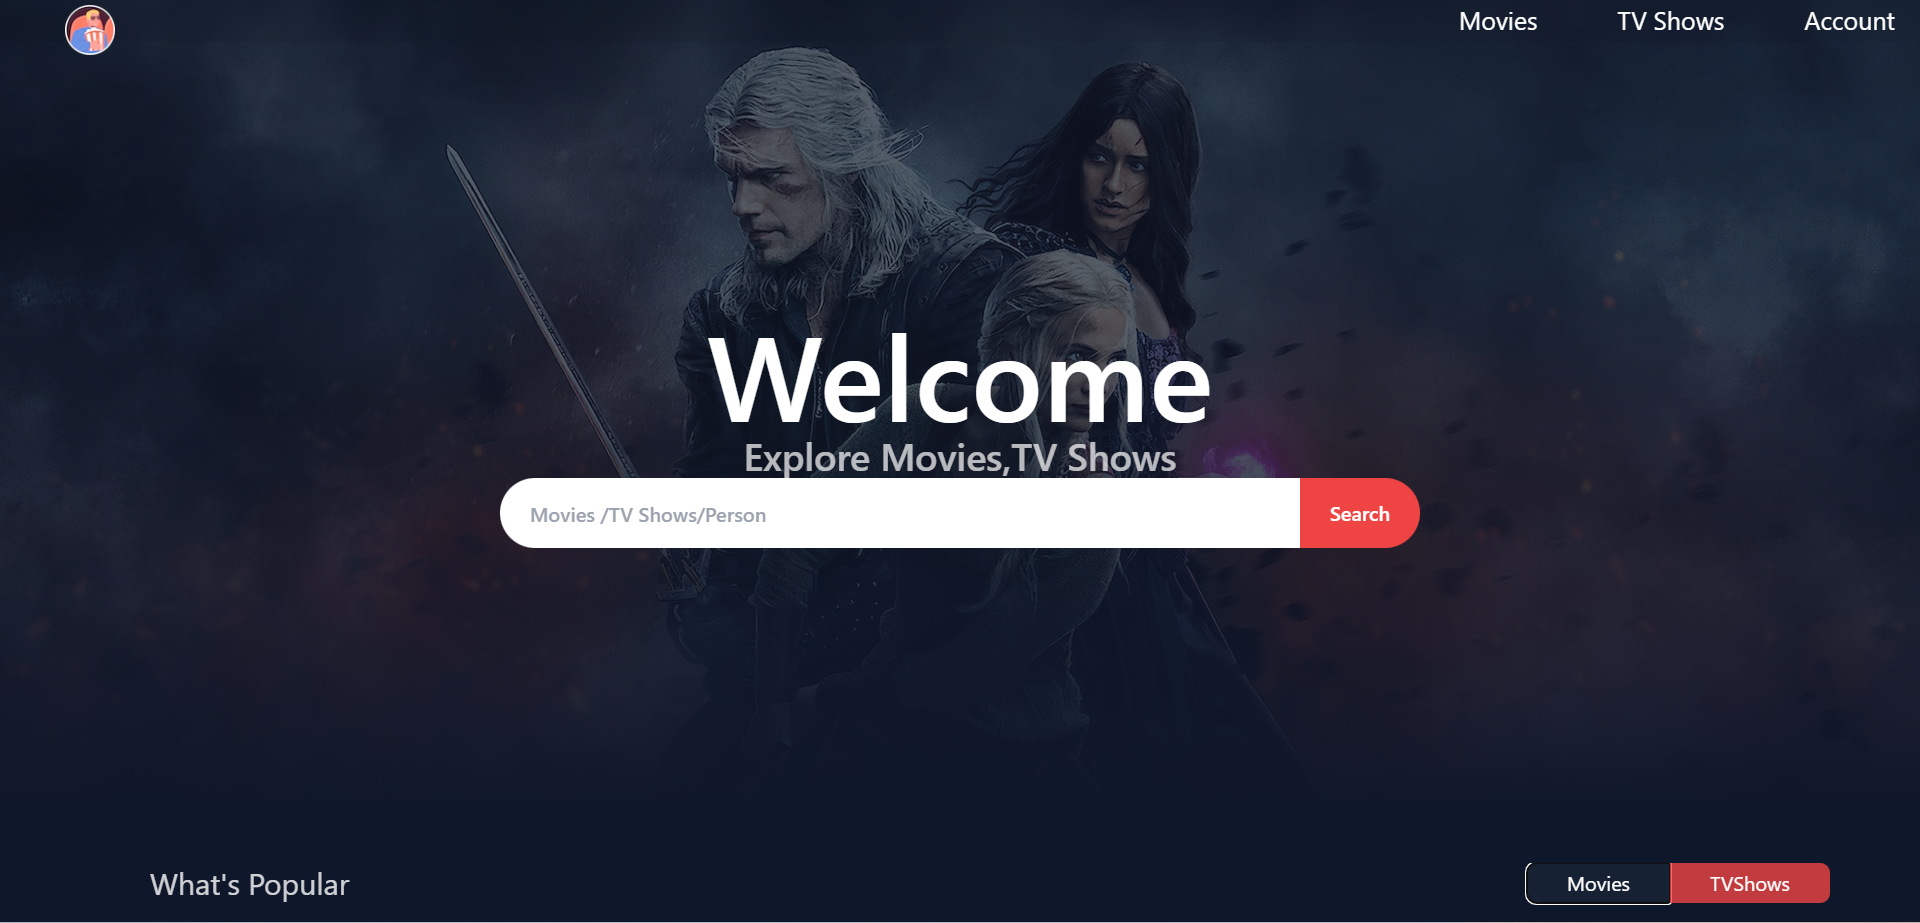 Movies TV Shows Account
Welcome
Explore Movies,TV Shows
Movies /TV Shows/Person Search
What's Popular Movies TVShows